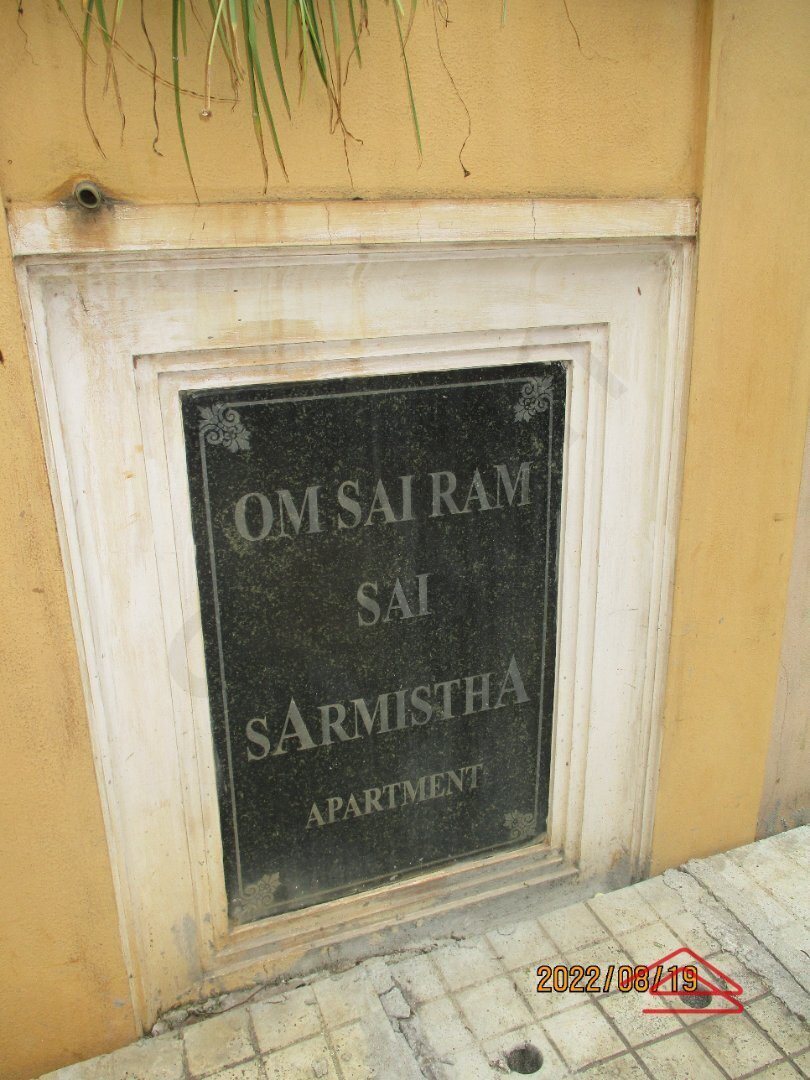 OM SAI RAM
SAI
SARMISTHA
APARTMENT
2022/08/19